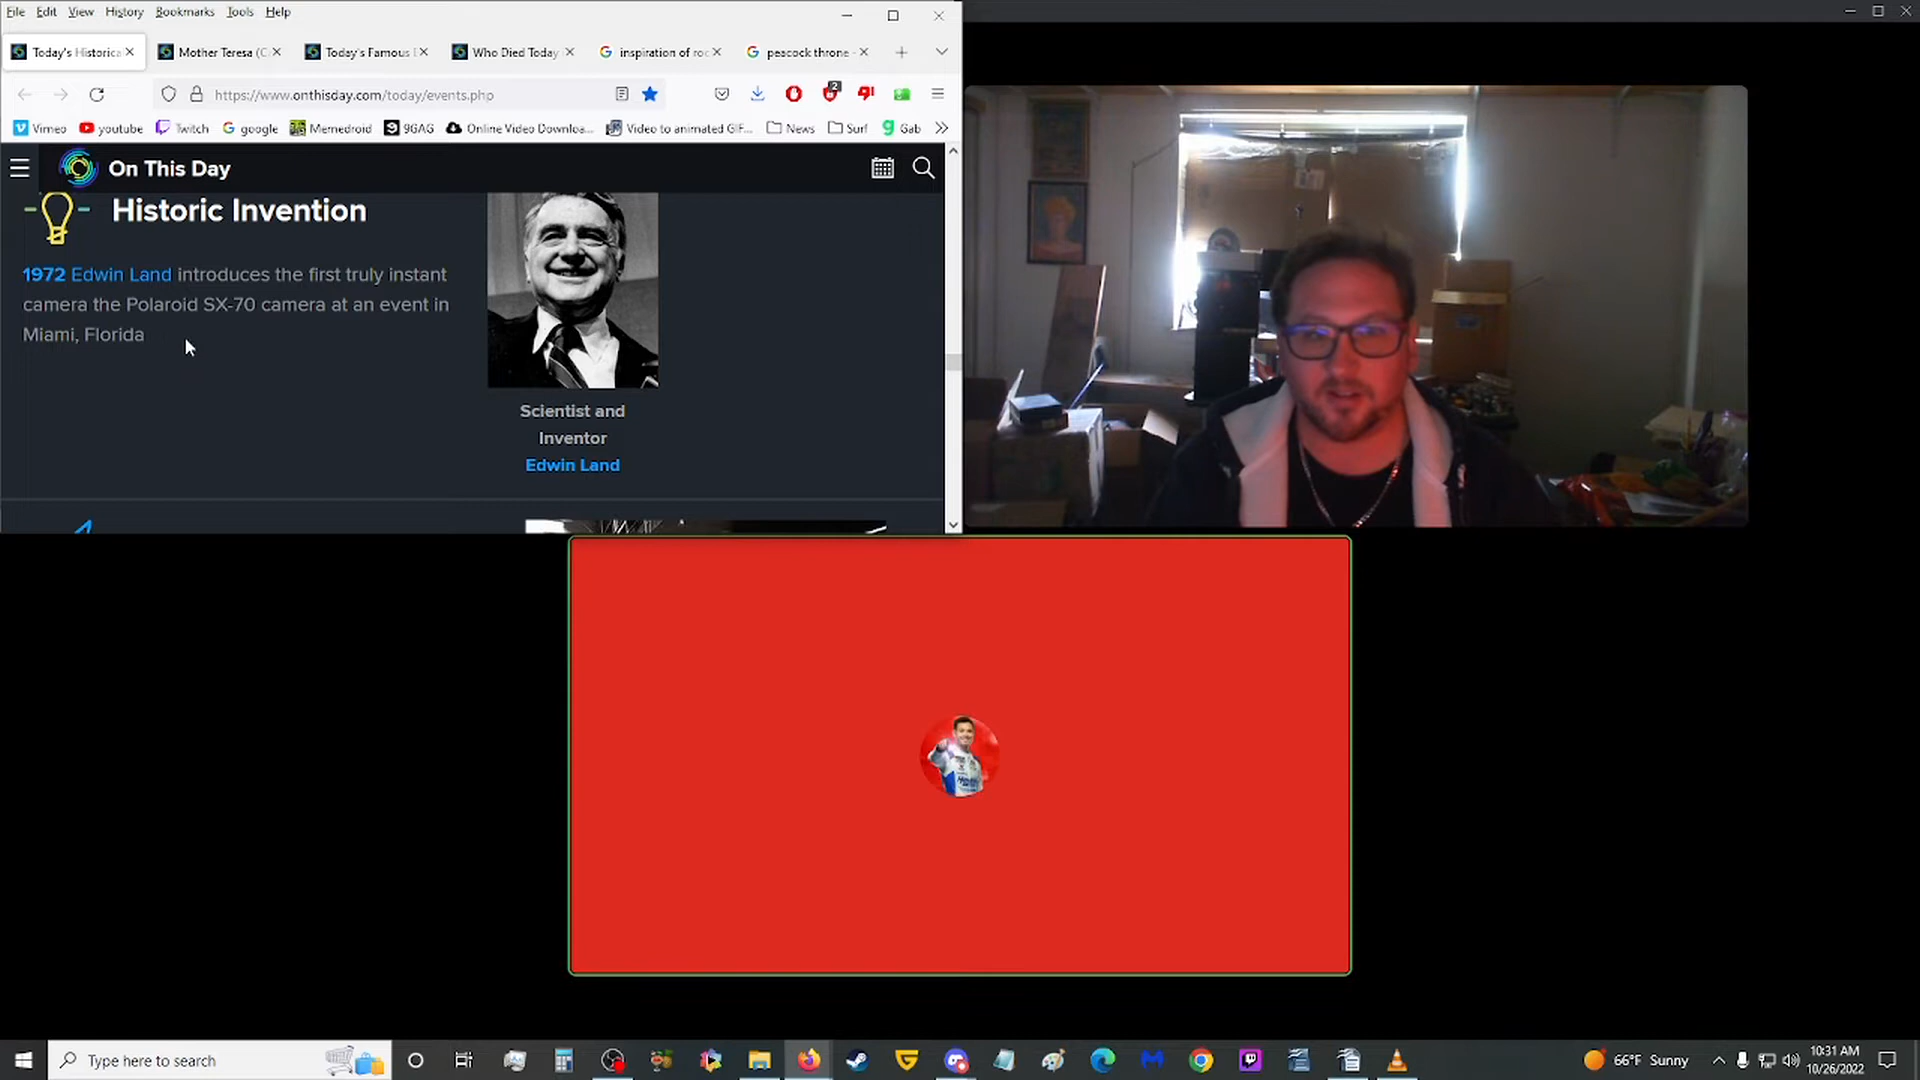 File Edit View History Bookmarks Tools Help
Today's Historica
Mother Teresa (C
Today's Famous
Who Died Today
inspiration of roc
peacock throne -
https://www.onthisday.com/today/events.php
2
Vimeo youtube Twitch google Memedroid 9GAG Online Video Downloa... Video to animated GIF... News Surf Gab
On This Day
Historic Invention
1972 Edwin Land introduces the first truly instant
camera the Polaroid SX-70 camera at an event in
Miami, Florida
Scientist and
Inventor
Edwin Land
Type here to search
66°F Sunny
10:31 AM
10/26/2022